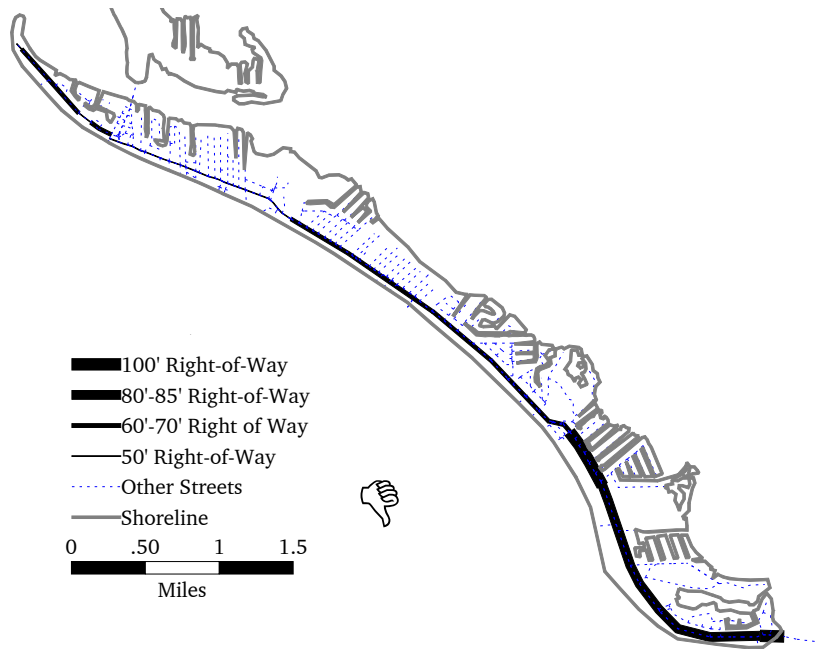 100' Right-of-Way
80'-85' Right-of-Way
60'-70' Right of Way
50' Right-of-Way
Other Streets
Shoreline
0 .50 1 1.5
Miles